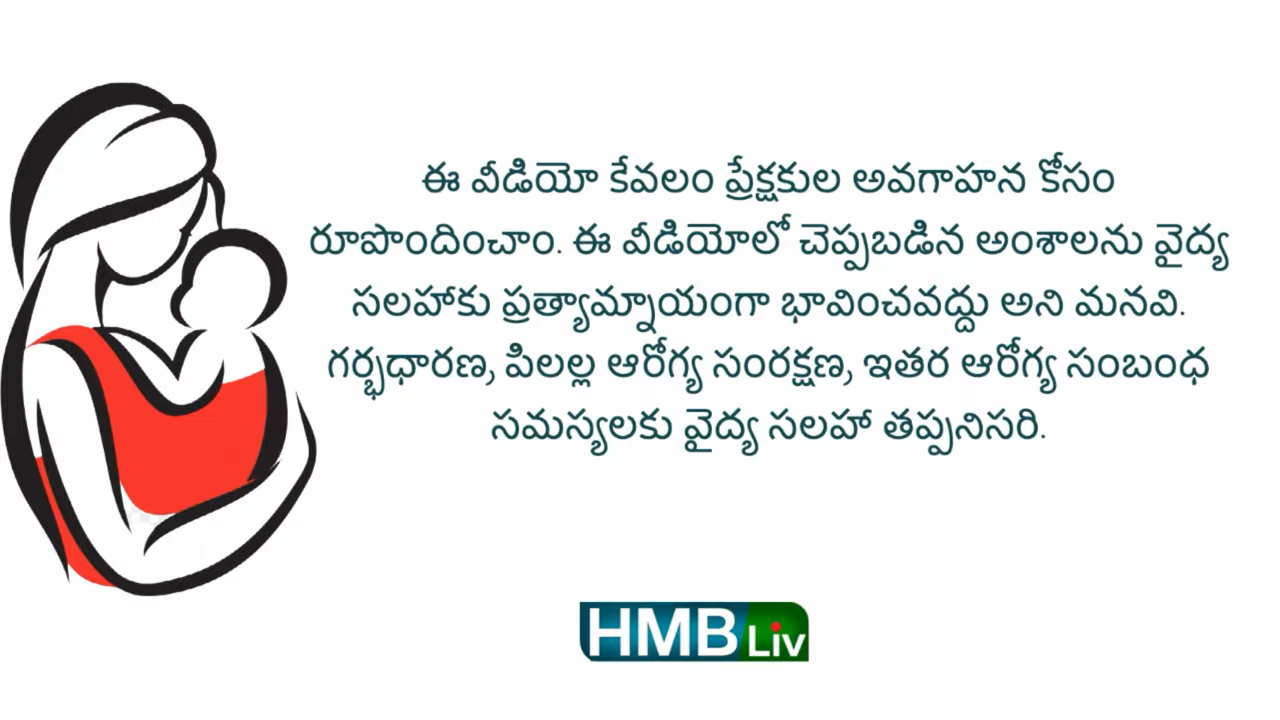 ఈ వీడియో కేవలం ప్రేక్షకుల అవగాహన కోసం
రూపొందించాం. ఈ వీడియోలో చెప్పబడిన అంశాలను వైద్య
సలహాకు ప్రత్యామ్నాయంగా భావించవద్దు అని మనవి.
గర్భధారణ, పిలల్ల ఆరోగ్య సంరక్షణ, ఇతర ఆరోగ్య సంబంధ
సమస్యలకు వైద్య సలహా తప్పనిసరి.
HMB Liv